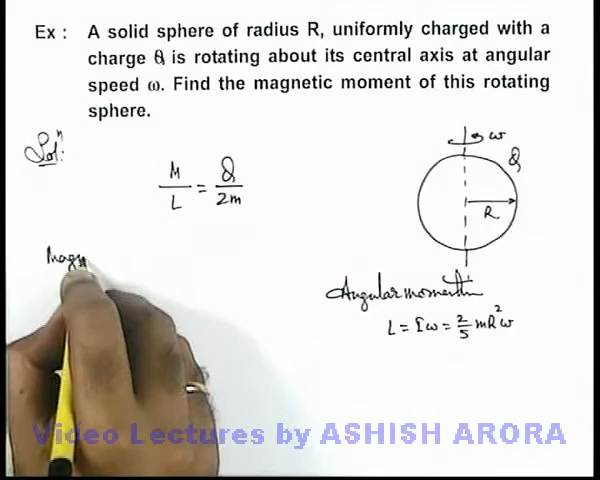 Ex : A solid sphere of radius R, uniformly charged with a
charge Q, is rotating about its central axis at angular
speed ω. Find the magnetic moment of this rotating
sphere.
Solⁿ:
ω
Q
M/L = Q/2m
R
Magn
Angular momentum
L = Iω = 2/5 mR²ω
Video Lectures by ASHISH ARORA